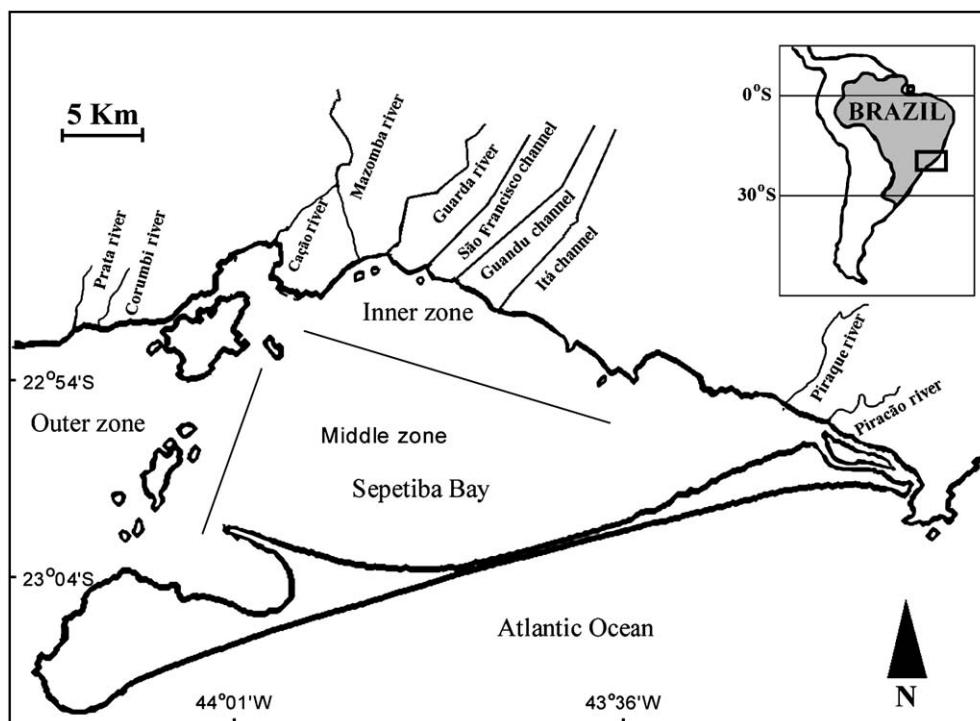 5 Km
0°S
BRAZIL
30°S
Prata river
Corumbi river
Cação river
Mazomba river
Guarda river
São Francisco channel
Guandu channel
Itá channel
Piraque river
Piracão river
Inner zone
22°54'S
Outer zone
Middle zone
Sepetiba Bay
23°04'S
Atlantic Ocean
44°01'W
43°36'W
N